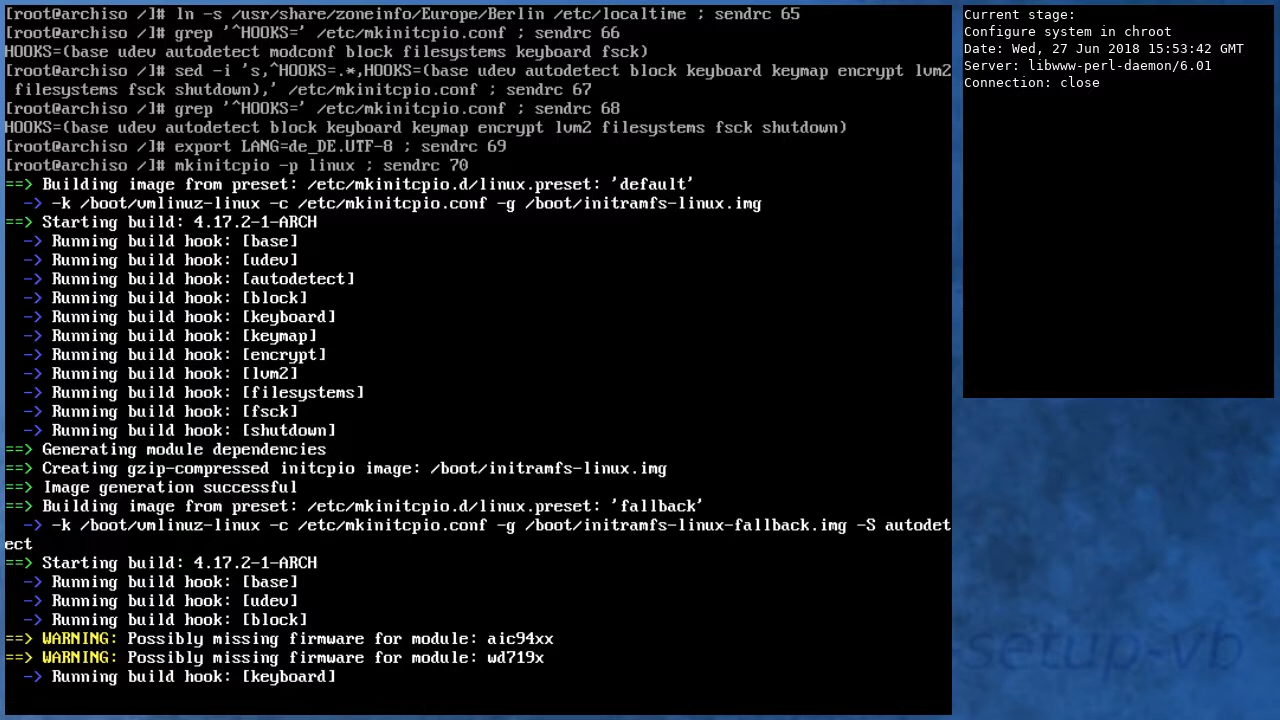 [root@archiso /]# ln -s /usr/share/zoneinfo/Europe/Berlin /etc/localtime ; sendrc 65
[root@archiso /]# grep '^HOOKS=' /etc/mkinitcpio.conf ; sendrc 66
HOOKS=(base udev autodetect modconf block filesystems keyboard fsck)
[root@archiso /]# sed -i 's,^HOOKS=.*,HOOKS=(base udev autodetect block keyboard keymap encrypt lvm2
 filesystems fsck shutdown),' /etc/mkinitcpio.conf ; sendrc 67
[root@archiso /]# grep '^HOOKS=' /etc/mkinitcpio.conf ; sendrc 68
HOOKS=(base udev autodetect block keyboard keymap encrypt lvm2 filesystems fsck shutdown)
[root@archiso /]# export LANG=de_DE.UTF-8 ; sendrc 69
[root@archiso /]# mkinitcpio -p linux ; sendrc 70
==> Building image from preset: /etc/mkinitcpio.d/linux.preset: 'default'
  -> -k /boot/vmlinuz-linux -c /etc/mkinitcpio.conf -g /boot/initramfs-linux.img
==> Starting build: 4.17.2-1-ARCH
  -> Running build hook: [base]
  -> Running build hook: [udev]
  -> Running build hook: [autodetect]
  -> Running build hook: [block]
  -> Running build hook: [keyboard]
  -> Running build hook: [keymap]
  -> Running build hook: [encrypt]
  -> Running build hook: [lvm2]
  -> Running build hook: [filesystems]
  -> Running build hook: [fsck]
  -> Running build hook: [shutdown]
==> Generating module dependencies
==> Creating gzip-compressed initcpio image: /boot/initramfs-linux.img
==> Image generation successful
==> Building image from preset: /etc/mkinitcpio.d/linux.preset: 'fallback'
  -> -k /boot/vmlinuz-linux -c /etc/mkinitcpio.conf -g /boot/initramfs-linux-fallback.img -S autodet
ect
==> Starting build: 4.17.2-1-ARCH
  -> Running build hook: [base]
  -> Running build hook: [udev]
  -> Running build hook: [block]
==> WARNING: Possibly missing firmware for module: aic94xx
==> WARNING: Possibly missing firmware for module: wd719x
  -> Running build hook: [keyboard]
Current stage:
Configure system in chroot
Date: Wed, 27 Jun 2018 15:53:42 GMT
Server: libwww-perl-daemon/6.01
Connection: close
-setup-vb